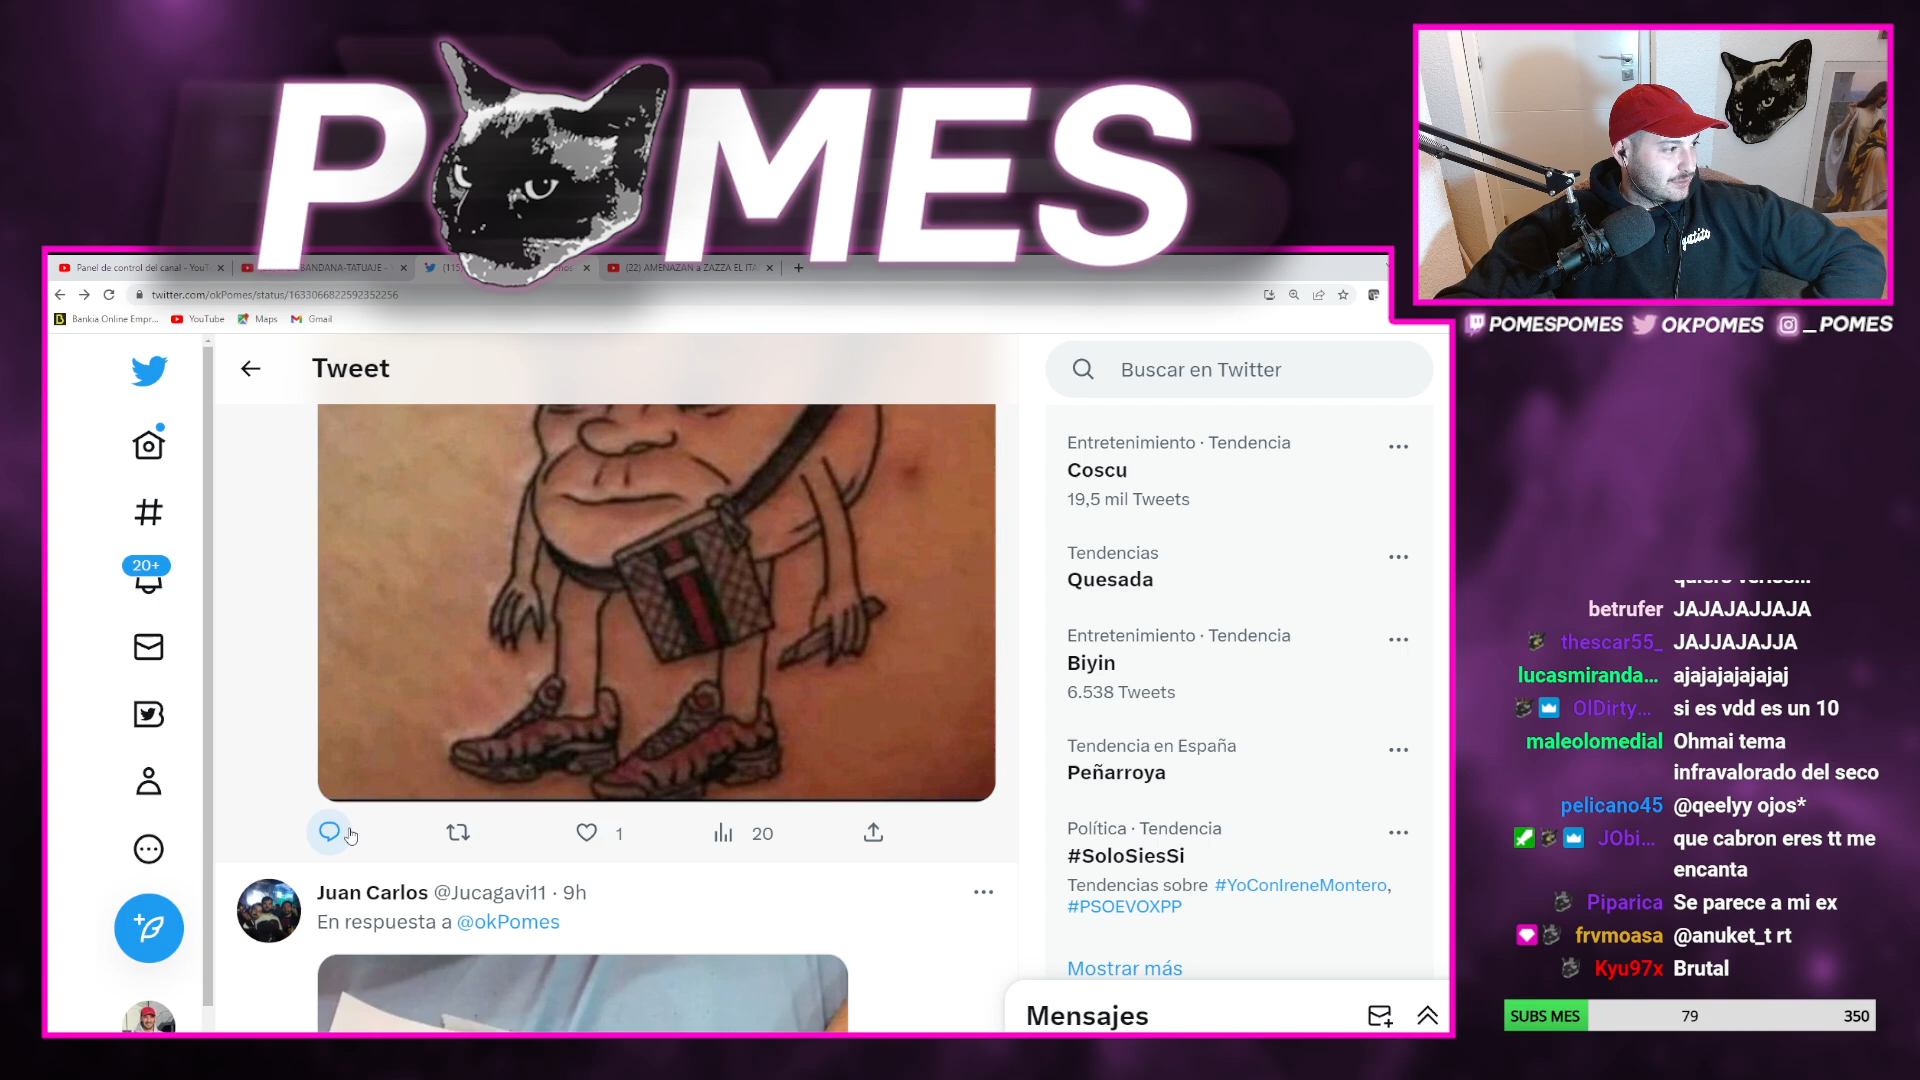 POMES
Panel de control del canal - YouT
BANDANA-TATUAJE -
(115
(22) AMENAZAN a ZAZZA EL ITA
twitter.com/okPomes/status/1633066822592352256
Bankia Online Empr...
YouTube
Maps
Gmail
Tweet
20+
1
20
Juan Carlos @Jucagavi11 · 9h
En respuesta a @okPomes
Buscar en Twitter
Entretenimiento · Tendencia
Coscu
19,5 mil Tweets
Tendencias
Quesada
Entretenimiento · Tendencia
Biyin
6.538 Tweets
Tendencia en España
Peñarroya
Política · Tendencia
#SoloSiesSi
Tendencias sobre #YoConIreneMontero,
#PSOEVOXPP
Mostrar más
Mensajes
gatito
POMESPOMES OKPOMES _POMES
betrufer JAJAJAJJAJA
thescar55_ JAJJAJAJJA
lucasmiranda... ajajajajajajaj
OlDirty... si es vdd es un 10
maleolomedial Ohmai tema
infravalorado del seco
pelicano45 @qeelyy ojos*
JObi... que cabron eres tt me
encanta
Piparica Se parece a mi ex
frvmoasa @anuket_t rt
Kyu97x Brutal
SUBS MES 79 350